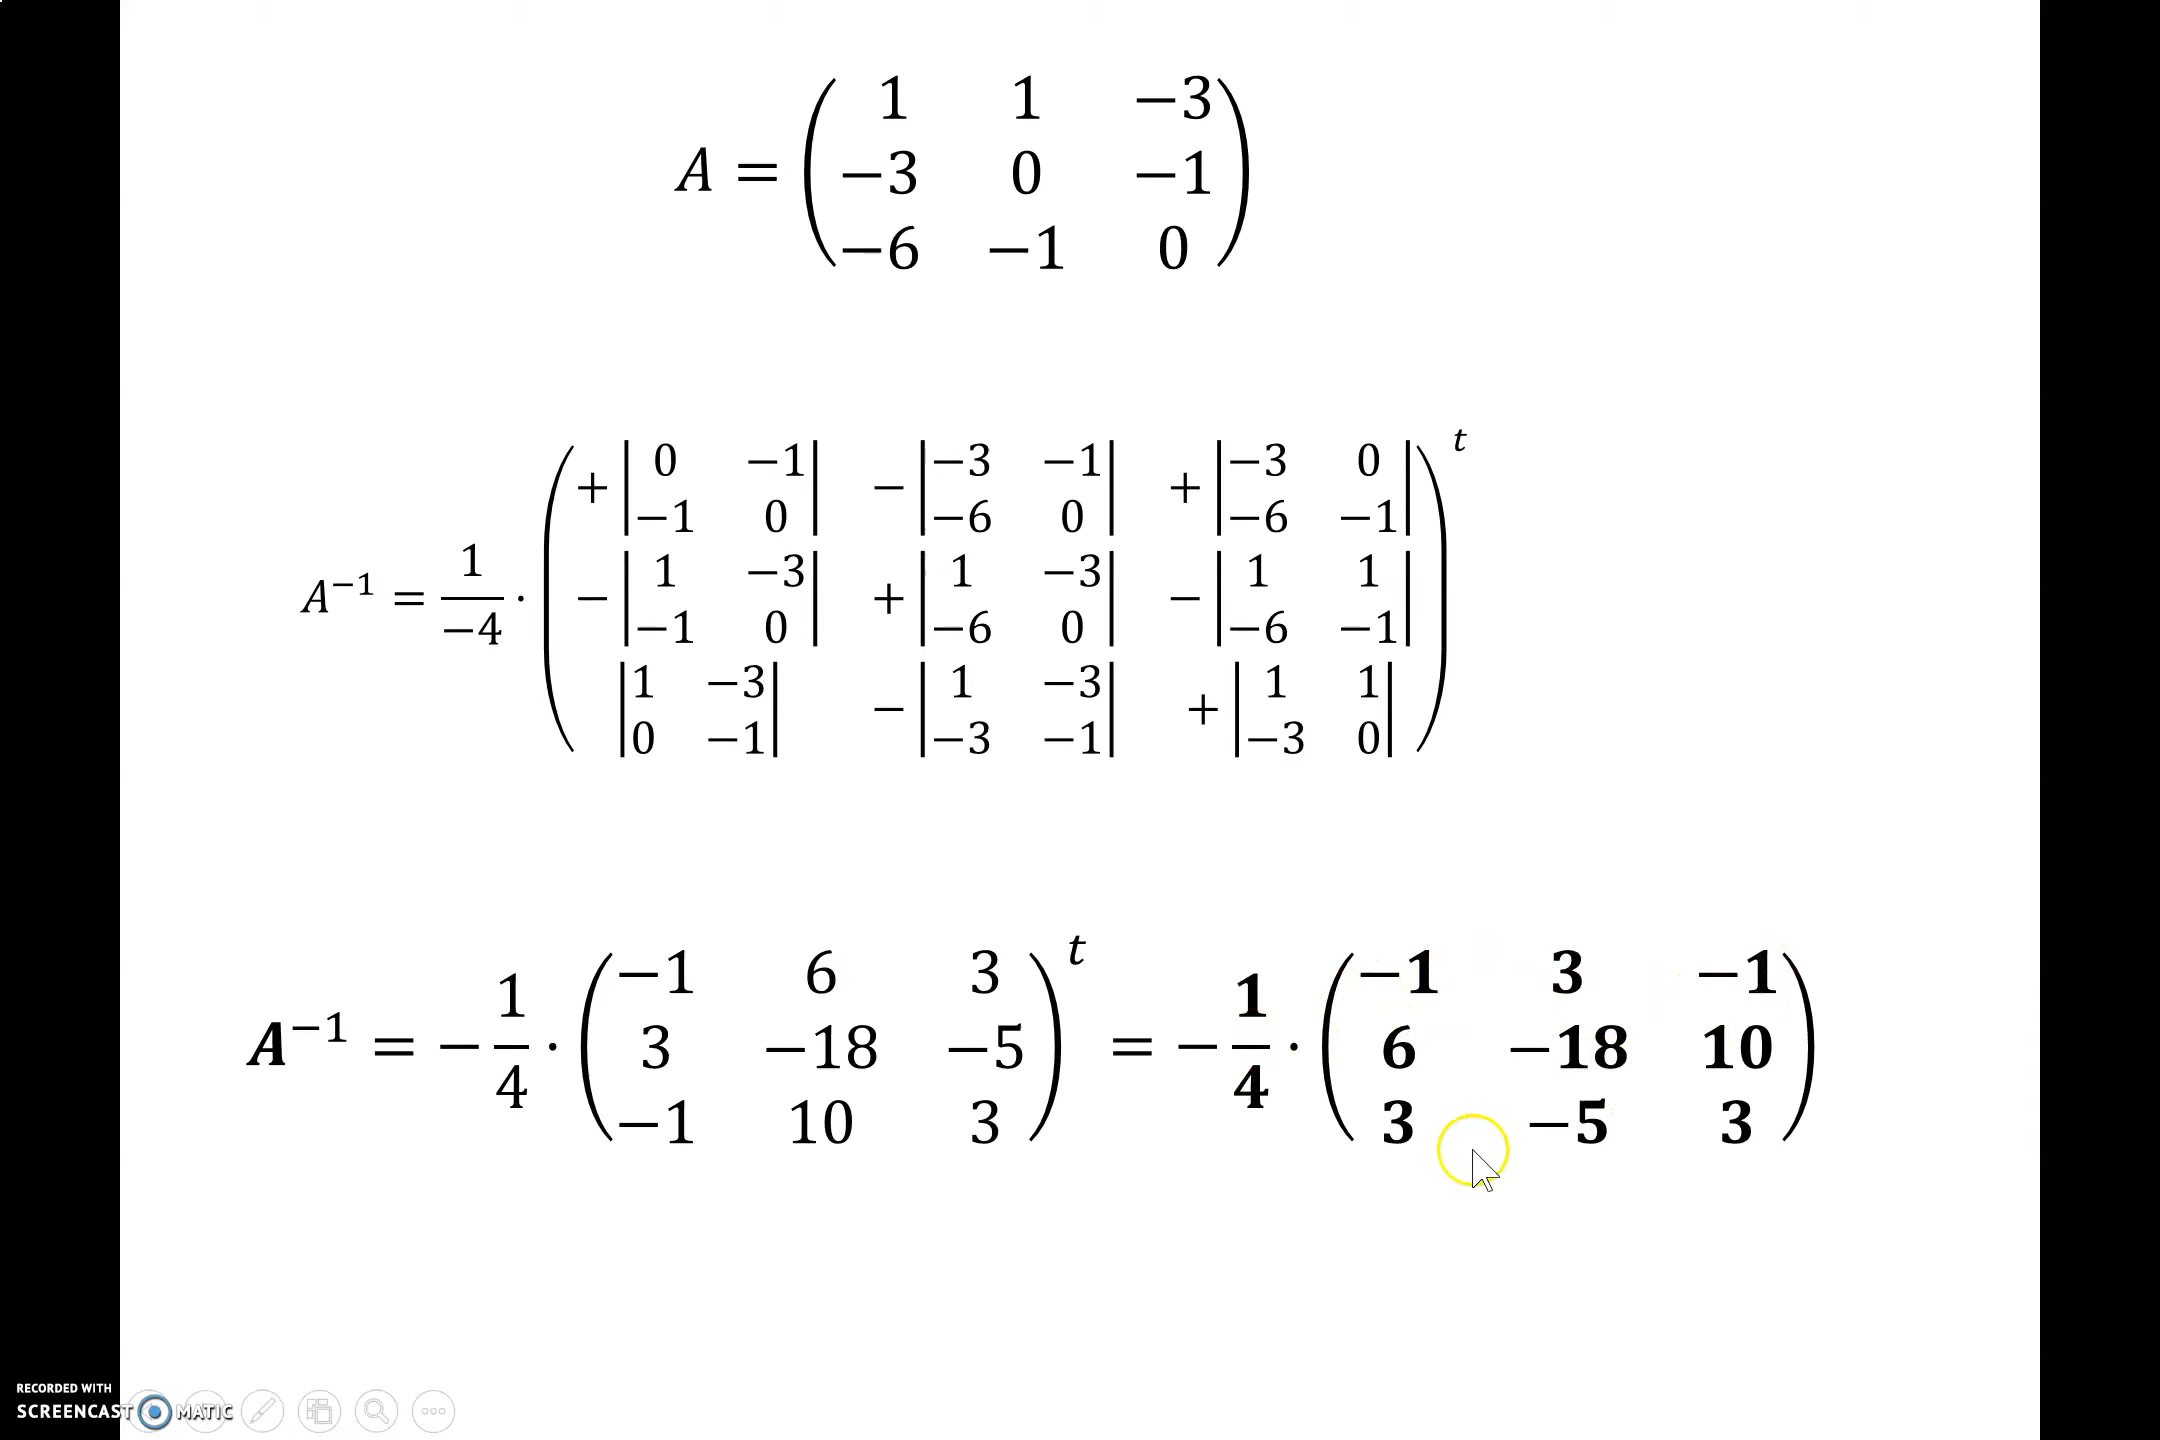 A = ( 1 1 −3
−3 0 −1
−6 −1 0 )
A⁻¹ = 1/−4 · ( + | 0 −1 | − | −3 −1 | + | −3 0 | )ᵗ
| −1 0 | | −6 0 | | −6 −1 |
− | 1 −3 | + | 1 −3 | − | 1 1 |
| −1 0 | | −6 0 | | −6 −1 |
| 1 −3 | − | 1 −3 | + | 1 1 |
| 0 −1 | | −3 −1 | | −3 0 |
A⁻¹ = − 1/4 · ( −1 6 3 )ᵗ = − 1/4 · ( −1 3 −1 )
3 −18 −5 6 −18 10
−1 10 3 3 −5 3
RECORDED WITH
SCREENCAST MATIC